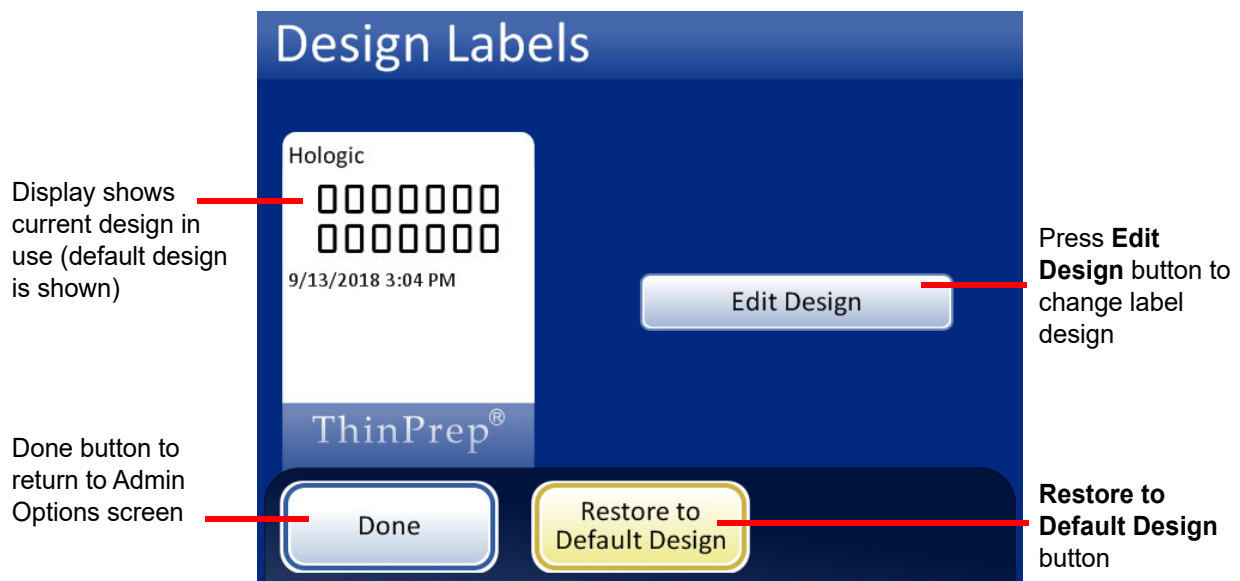 Design Labels
Hologic
0000000
0000000
9/13/2018 3:04 PM
ThinPrep®
Edit Design
Done
Restore to
Default Design
Display shows
current design in
use (default design
is shown)
Done button to
return to Admin
Options screen
Press Edit
Design button to
change label
design
Restore to
Default Design
button